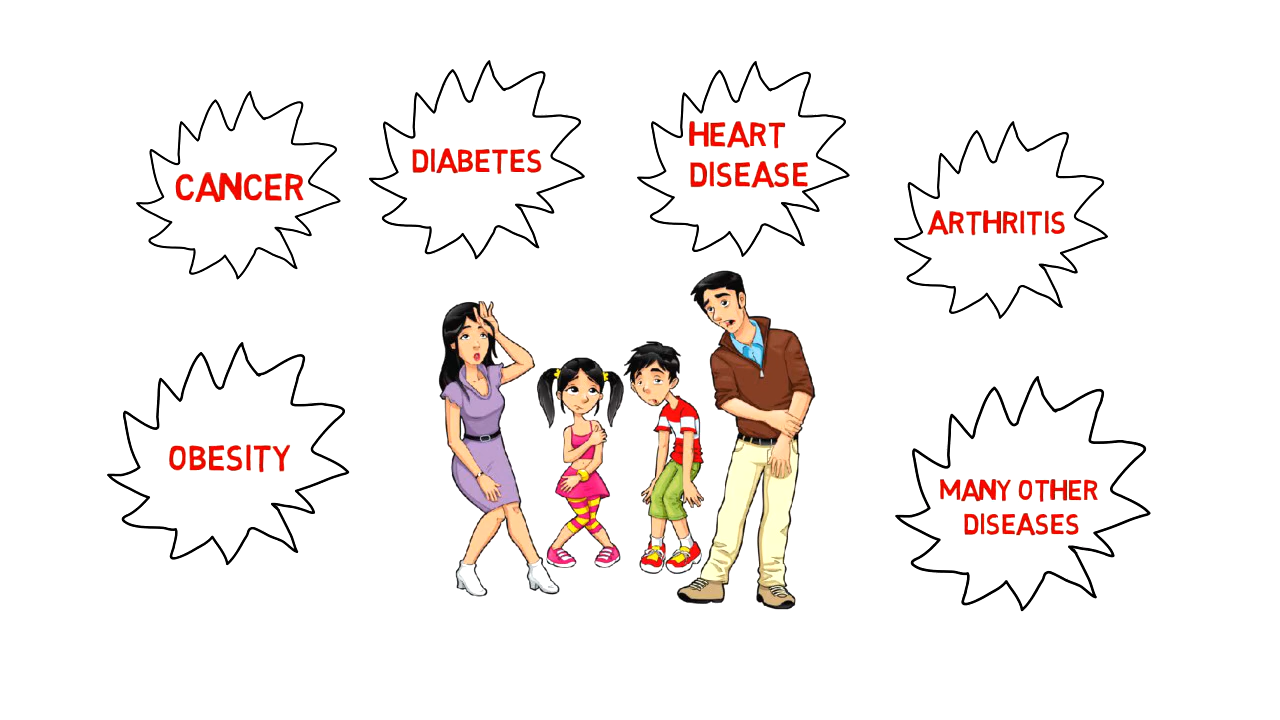 CANCER
DIABETES
HEART
DISEASE
ARTHRITIS
OBESITY
MANY OTHER
DISEASES